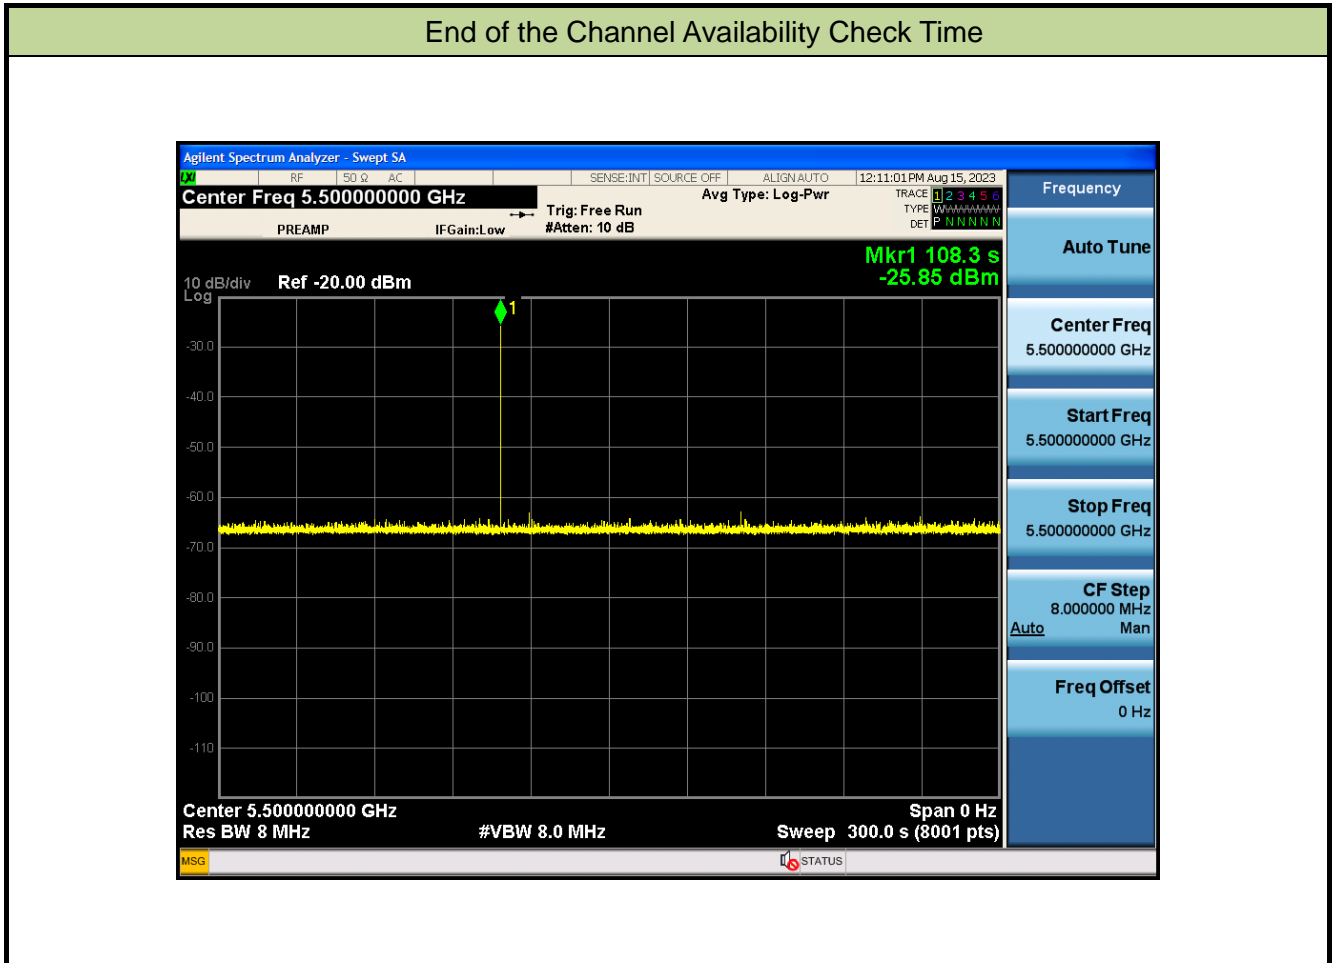 End of the Channel Availability Check Time
Agilent Spectrum Analyzer - Swept SA
LXI RF 50 Ω AC SENSE:INT SOURCE OFF ALIGN AUTO 12:11:01 PM Aug 15, 2023
Center Freq 5.500000000 GHz
PREAMP IFGain:Low
Trig: Free Run
#Atten: 10 dB
Avg Type: Log-Pwr
TRACE 1 2 3 4 5 6
TYPE WWWWWW
DET P N N N N N
Mkr1 108.3 s
-25.85 dBm
10 dB/div Ref -20.00 dBm
Log
1
-30.0
-40.0
-50.0
-60.0
-70.0
-80.0
-90.0
-100
-110
Center 5.500000000 GHz Span 0 Hz
Res BW 8 MHz #VBW 8.0 MHz Sweep 300.0 s (8001 pts)
MSG STATUS
Frequency
Auto Tune
Center Freq
5.500000000 GHz
Start Freq
5.500000000 GHz
Stop Freq
5.500000000 GHz
CF Step
8.000000 MHz
Auto Man
Freq Offset
0 Hz